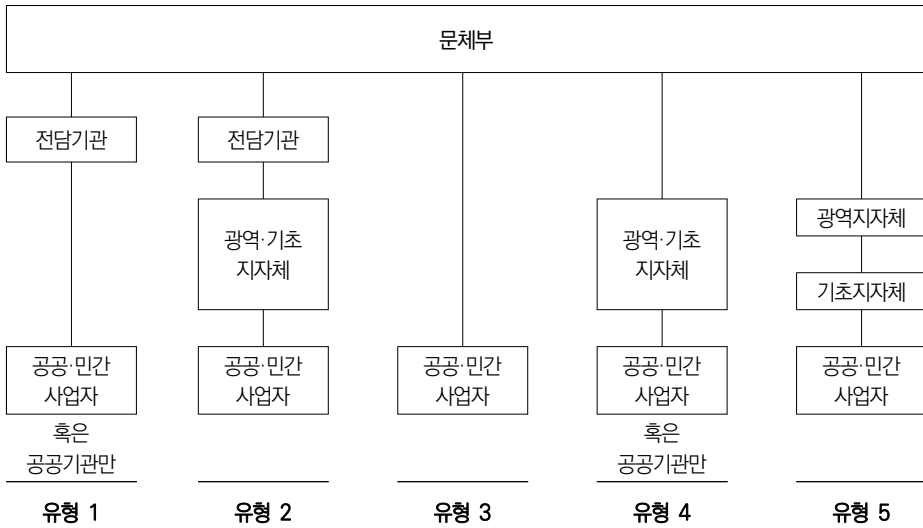 문체부
전담기관
전담기관
광역·기초
지자체
광역·기초
지자체
광역지자체
기초지자체
공공·민간
사업자
공공·민간
사업자
공공·민간
사업자
공공·민간
사업자
공공·민간
사업자
혹은
공공기관만
혹은
공공기관만
유형 1
유형 2
유형 3
유형 4
유형 5